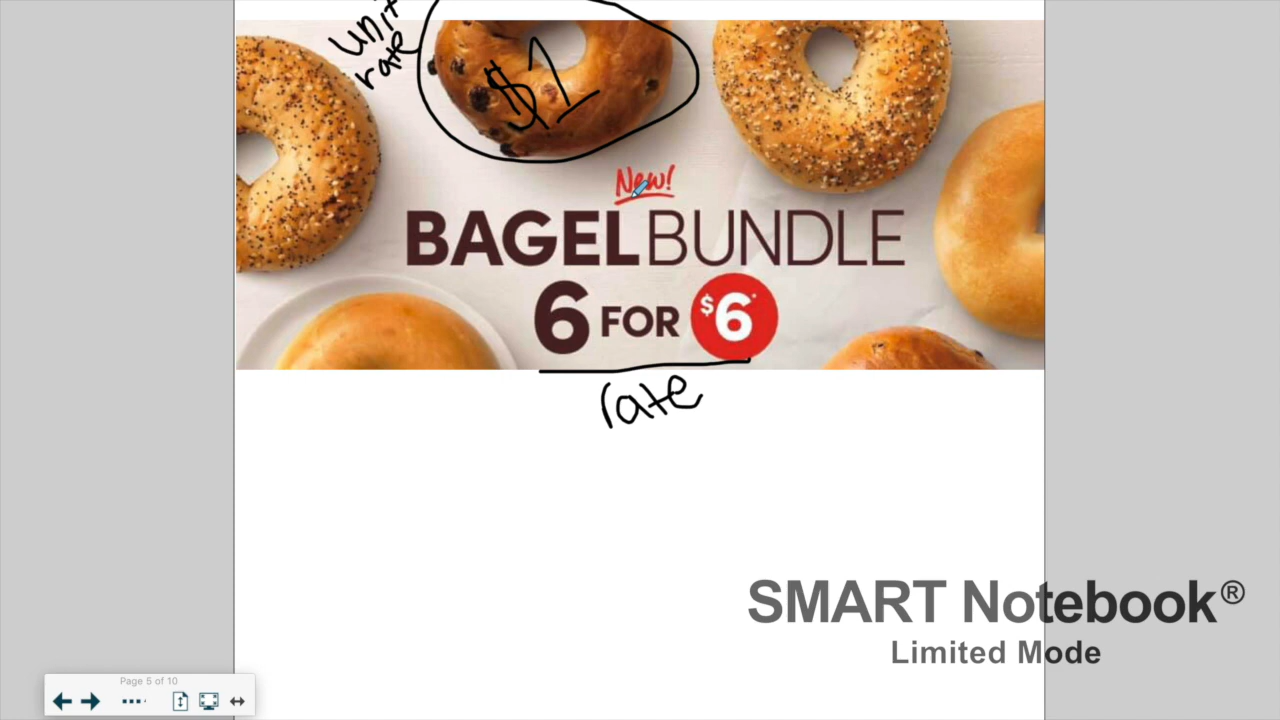 unit
rate
$1
New!
BAGEL BUNDLE
6 FOR $6*
rate
SMART Notebook®
Limited Mode
Page 5 of 10